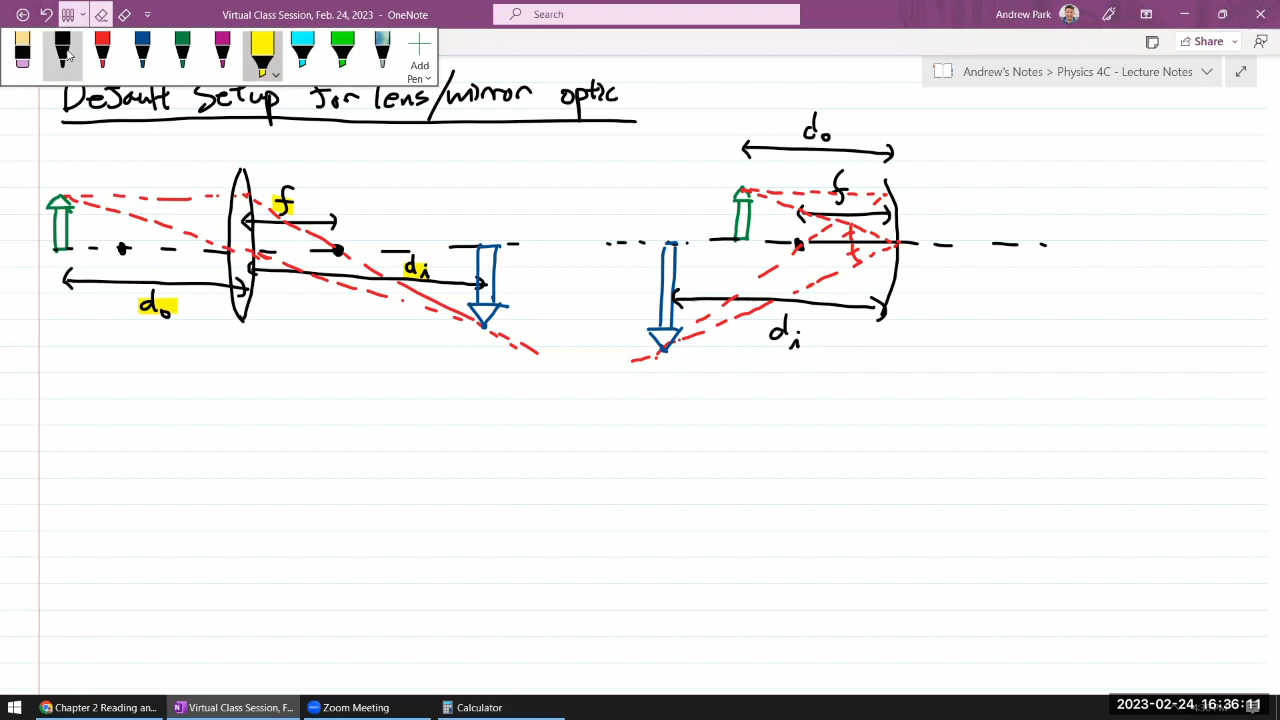 Virtual Class Session, Feb. 24, 2023 - OneNote
Search
Andrew Park
Add
Pen
Share
Andrew's Notes > Physics 4C - Lecture Notes
Default Setup for lens/mirror optic
do
f
f
di
do
di
Chapter 2 Reading an...
Virtual Class Session, F...
Zoom Meeting
Calculator
2023-02-24 16:36:11